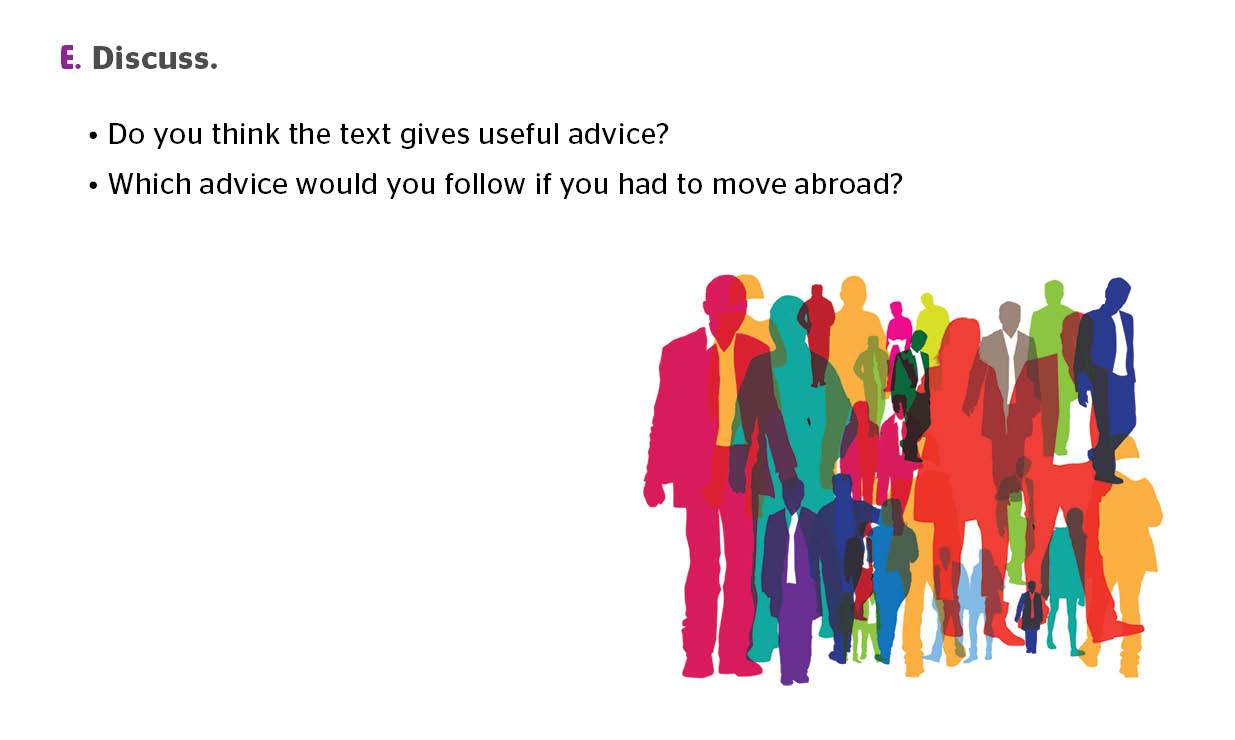 E. Discuss.
• Do you think the text gives useful advice?
• Which advice would you follow if you had to move abroad?